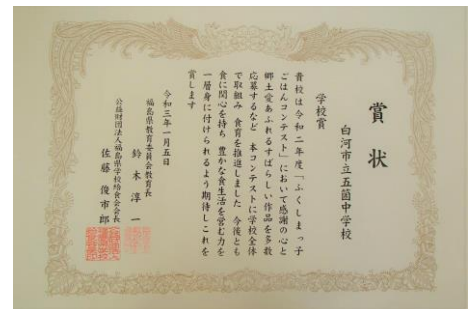 賞状
白河市立五箇中学校
学校賞
貴校は令和二年度「ふくしまっ子
ごはんコンテスト」において感謝の心と
郷土愛あふれるすばらしい作品を多数
応募するなど 本コンテストに学校全体
で取組み 食育を推進しました 今後とも
食に関心を持ち 豊かな食生活を営む力を
一層身に付けられるよう期待しこれを
賞します
令和三年一月五日
福島県教育委員会教育長
鈴木淳一
公益財団法人福島県学校給食会会長
佐藤俊市郎